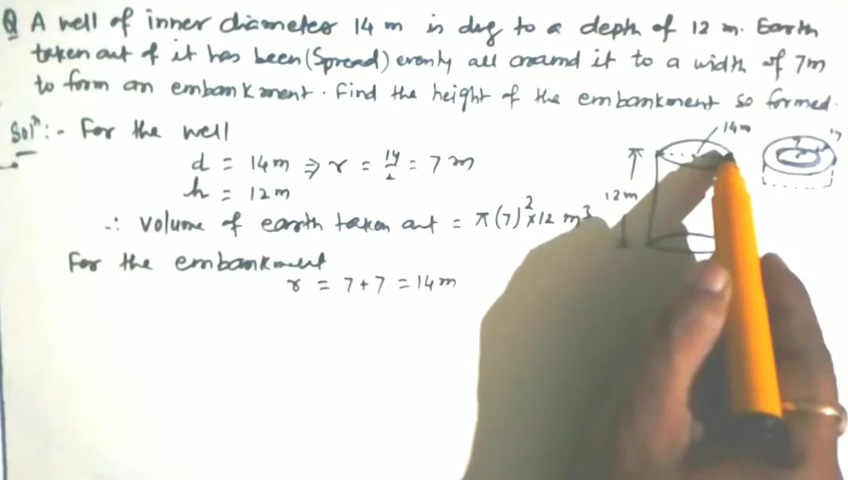 Q A well of inner diameter 14 m is dug to a depth of 12 m. Earth
taken out of it has been (Spread) evenly all around it to a width of 7m
to form an embankment. Find the height of the embankment so formed.
Solⁿ:- For the well
d = 14m ⇒ r = 14/2 = 7 m
h = 12m
∴ Volume of earth taken out = π(7)²×12 m³
For the embankment
r = 7+7 = 14m
14m
12m
7